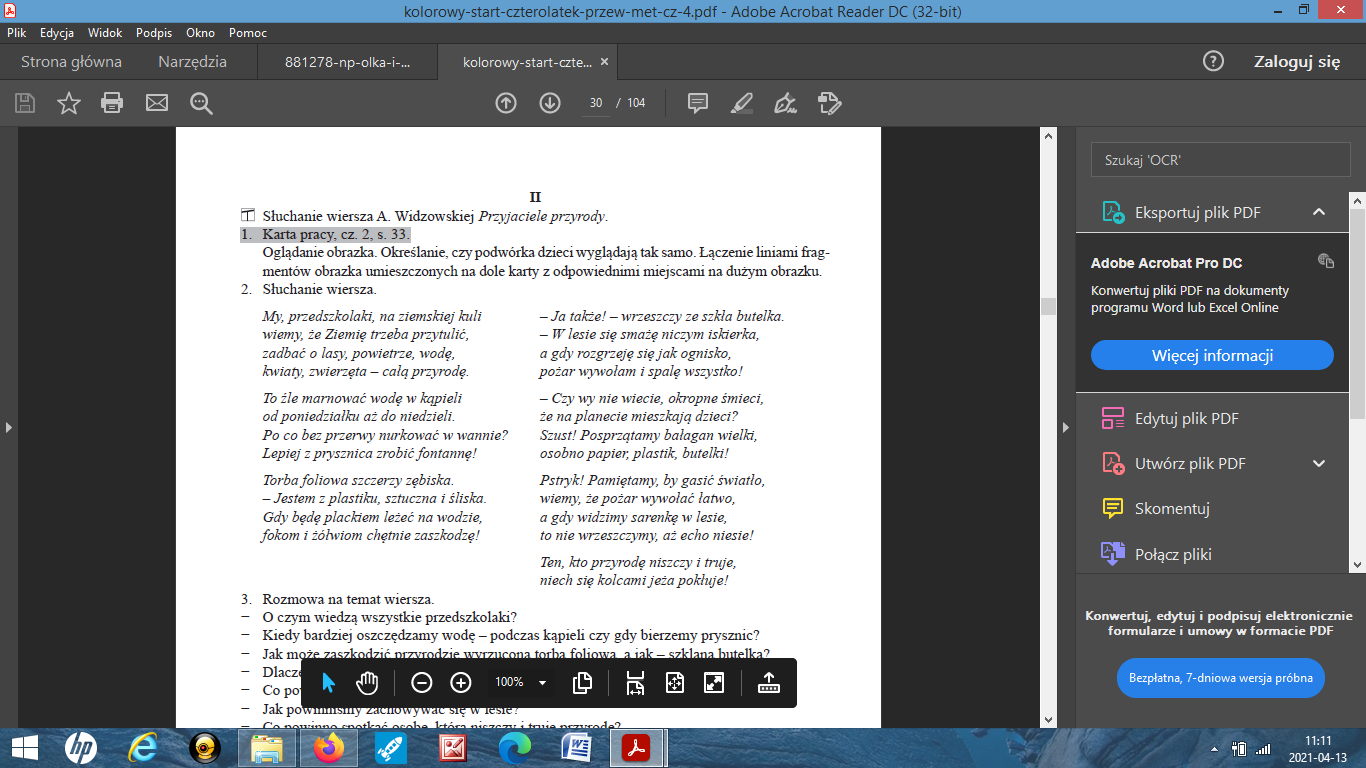 kolorowy-start-czterolatek-przew-met-cz-4.pdf - Adobe Acrobat Reader DC (32-bit)
Plik Edycja Widok Podpis Okno Pomoc
Strona główna Narzędzia 881278-np-olka-i-... kolorowy-start-czte... ×
Zaloguj się
30 / 104
Szukaj 'OCR'
Eksportuj plik PDF
Adobe Acrobat Pro DC
Konwertuj pliki PDF na dokumenty
programu Word lub Excel Online
Więcej informacji
Edytuj plik PDF
Utwórz plik PDF
Skomentuj
Połącz pliki
Konwertuj, edytuj i podpisuj elektronicznie
formularze i umowy w formacie PDF
Bezpłatna, 7-dniowa wersja próbna
II
Słuchanie wiersza A. Widzowskiej Przyjaciele przyrody.
1. Karta pracy, cz. 2, s. 33.
Oglądanie obrazka. Określanie, czy podwórka dzieci wyglądają tak samo. Łączenie liniami frag-
mentów obrazka umieszczonych na dole karty z odpowiednimi miejscami na dużym obrazku.
2. Słuchanie wiersza.
My, przedszkolaki, na ziemskiej kuli
wiemy, że Ziemię trzeba przytulić,
zadbać o lasy, powietrze, wodę,
kwiaty, zwierzęta – całą przyrodę.
To źle marnować wodę w kąpieli
od poniedziałku aż do niedzieli.
Po co bez przerwy nurkować w wannie?
Lepiej z prysznica zrobić fontannę!
Torba foliowa szczerzy zębiska.
– Jestem z plastiku, sztuczna i śliska.
Gdy będę plackiem leżeć na wodzie,
fokom i żółwiom chętnie zaszkodzę!
– Ja także! – wrzeszczy ze szkła butelka.
– W lesie się smażę niczym iskierka,
a gdy rozgrzeję się jak ognisko,
pożar wywołam i spalę wszystko!
– Czy wy nie wiecie, okropne śmieci,
że na planecie mieszkają dzieci?
Szust! Posprzątamy bałagan wielki,
osobno papier, plastik, butelki!
Pstryk! Pamiętamy, by gasić światło,
wiemy, że pożar wywołać łatwo,
a gdy widzimy sarenkę w lesie,
to nie wrzeszczymy, aż echo niesie!
Ten, kto przyrodę niszczy i truje,
niech się kolcami jeża pokłuje!
3. Rozmowa na temat wiersza.
– O czym wiedzą wszystkie przedszkolaki?
– Kiedy bardziej oszczędzamy wodę – podczas kąpieli czy gdy bierzemy prysznic?
– Jak może zaszkodzić przyrodzie wyrzucona torba foliowa, a jak – szklana butelka?
–
– Co
– Jak powinniśmy zachowywać się w lesie?
– Co powinno spotkać osobę, która niszczy i truje przyrodę?
100%
11:11
2021-04-13